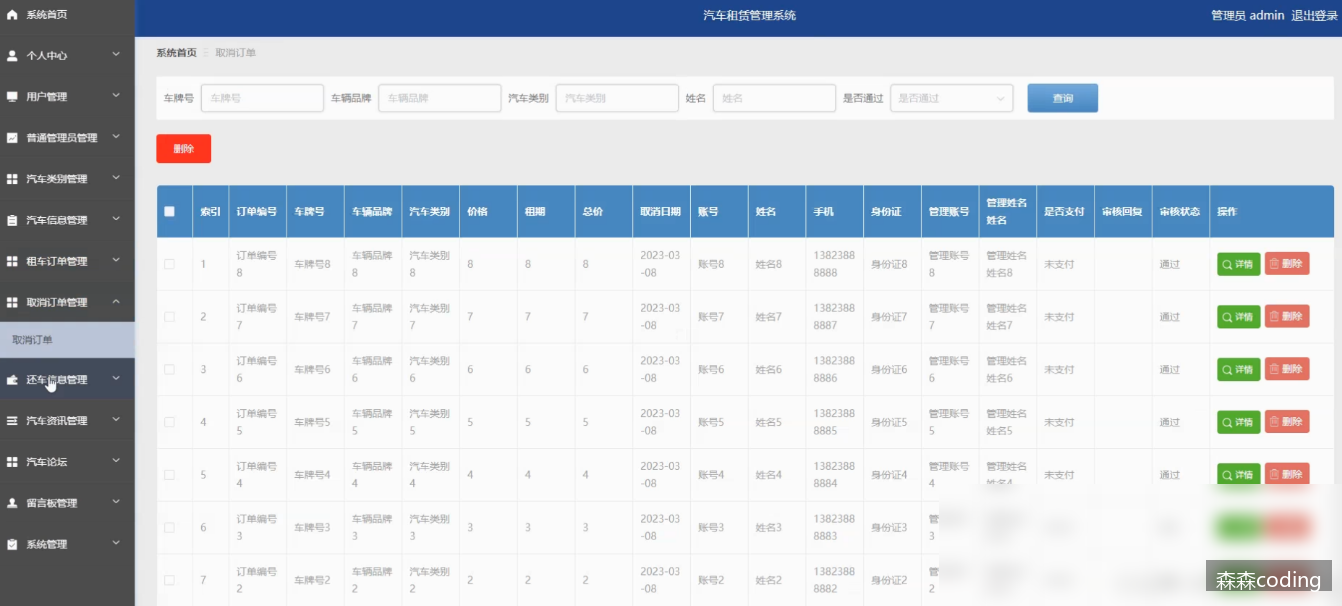 系统首页
汽车租赁管理系统
管理员 admin 退出登录
个人中心
用户管理
普通管理员管理
汽车类别管理
汽车信息管理
租车订单管理
取消订单管理
取消订单
还车信息管理
汽车资讯管理
汽车论坛
留言板管理
系统管理
系统首页 取消订单
车牌号 车牌号 车辆品牌 车辆品牌 汽车类别 汽车类别 姓名 姓名 是否通过 是否通过 查询
删除
索引 订单编号 车牌号 车辆品牌 汽车类别 价格 租期 总价 取消日期 账号 姓名 手机 身份证 管理账号 管理姓名 是否支付 审核回复 审核状态 操作
姓名
1 订单编号 车牌号8 车辆品牌 汽车类别 8 8 8 2023-03 账号8 姓名8 1382388 身份证8 管理账号 管理姓名 未支付 通过 详情 删除
8 8 8 -08 8888 8 姓名8
2 订单编号 车牌号7 车辆品牌 汽车类别 7 7 7 2023-03 账号7 姓名7 1382388 身份证7 管理账号 管理姓名 未支付 通过 详情 删除
7 7 7 -08 8887 7 姓名7
3 订单编号 车牌号6 车辆品牌 汽车类别 6 6 6 2023-03 账号6 姓名6 1382388 身份证6 管理账号 管理姓名 未支付 通过 详情 删除
6 6 6 -08 8886 6 姓名6
4 订单编号 车牌号5 车辆品牌 汽车类别 5 5 5 2023-03 账号5 姓名5 1382388 身份证5 管理账号 管理姓名 未支付 通过 详情 删除
5 5 5 -08 8885 5 姓名5
5 订单编号 车牌号4 车辆品牌 汽车类别 4 4 4 2023-03 账号4 姓名4 1382388 身份证4 管理账号 管理姓名 未支付 通过 详情 删除
4 4 4 -08 8884 4 姓名4
6 订单编号 车牌号3 车辆品牌 汽车类别 3 3 3 2023-03 账号3 姓名3 1382388 身份证3 管
3 3 3 -08 8883 3
7 订单编号 车牌号2 车辆品牌 汽车类别 2 2 2 2023-03 账号2 姓名2 1382388 身份证2 管
2 2 2 -08 8882 2
森森coding